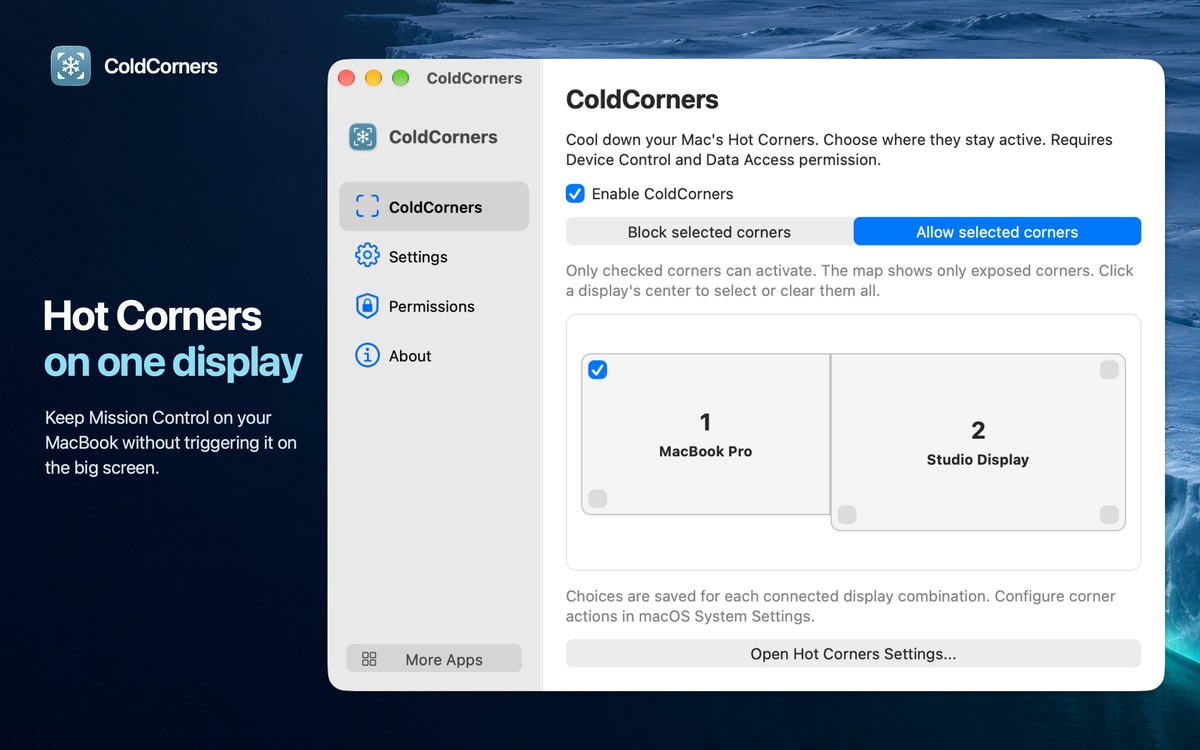 ColdCorners
Hot Corners
on one display
Keep Mission Control on your
MacBook without triggering it on
the big screen.
ColdCorners
ColdCorners
ColdCorners
Settings
Permissions
About
More Apps
ColdCorners
Cool down your Mac's Hot Corners. Choose where they stay active. Requires
Device Control and Data Access permission.
Enable ColdCorners
Block selected corners
Allow selected corners
Only checked corners can activate. The map shows only exposed corners. Click
a display's center to select or clear them all.
1
MacBook Pro
2
Studio Display
Choices are saved for each connected display combination. Configure corner
actions in macOS System Settings.
Open Hot Corners Settings...